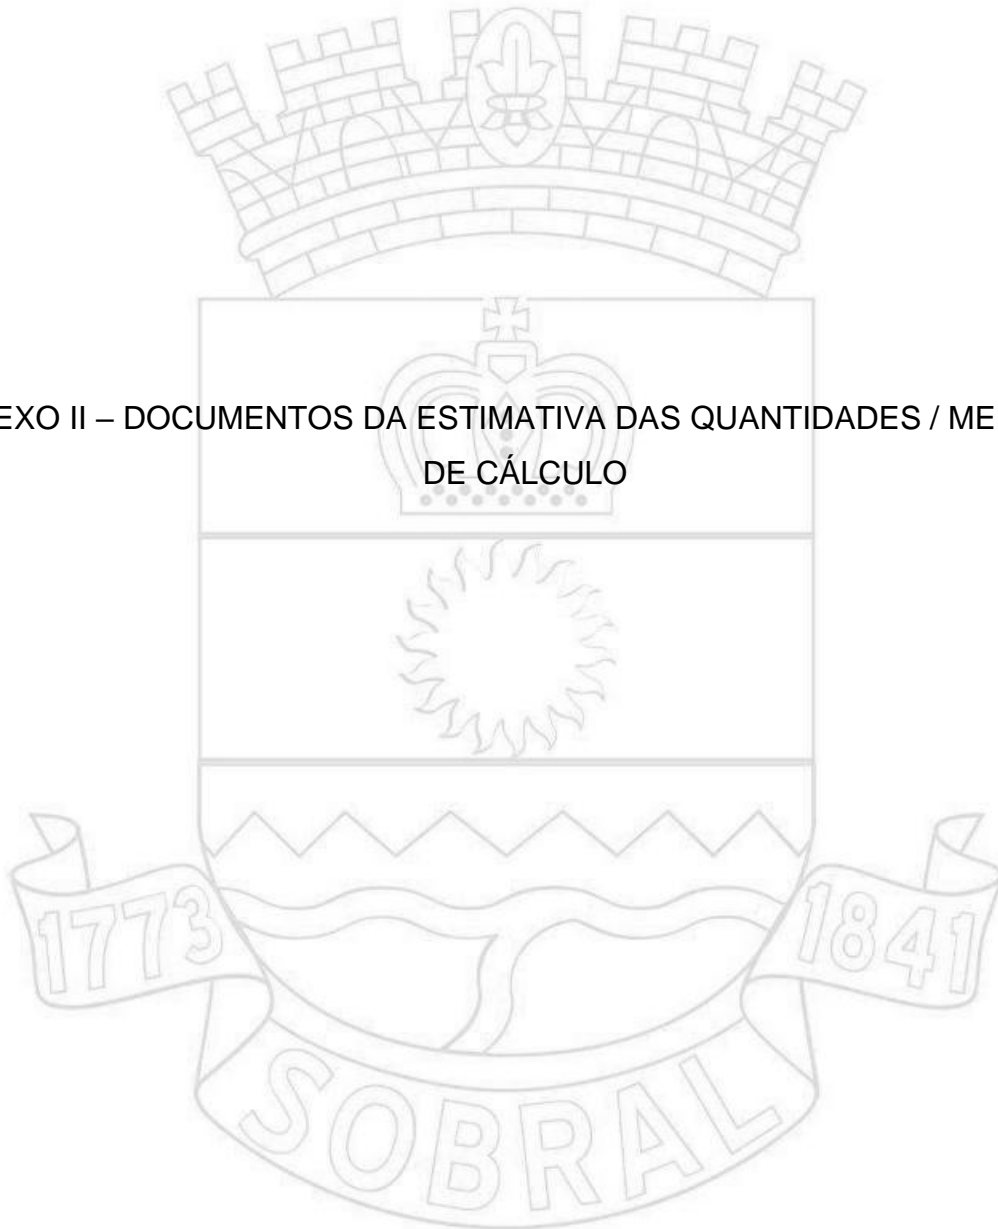 EXO II – DOCUMENTOS DA ESTIMATIVA DAS QUANTIDADES / ME
DE CÁLCULO
1773
1841
SOBRAL